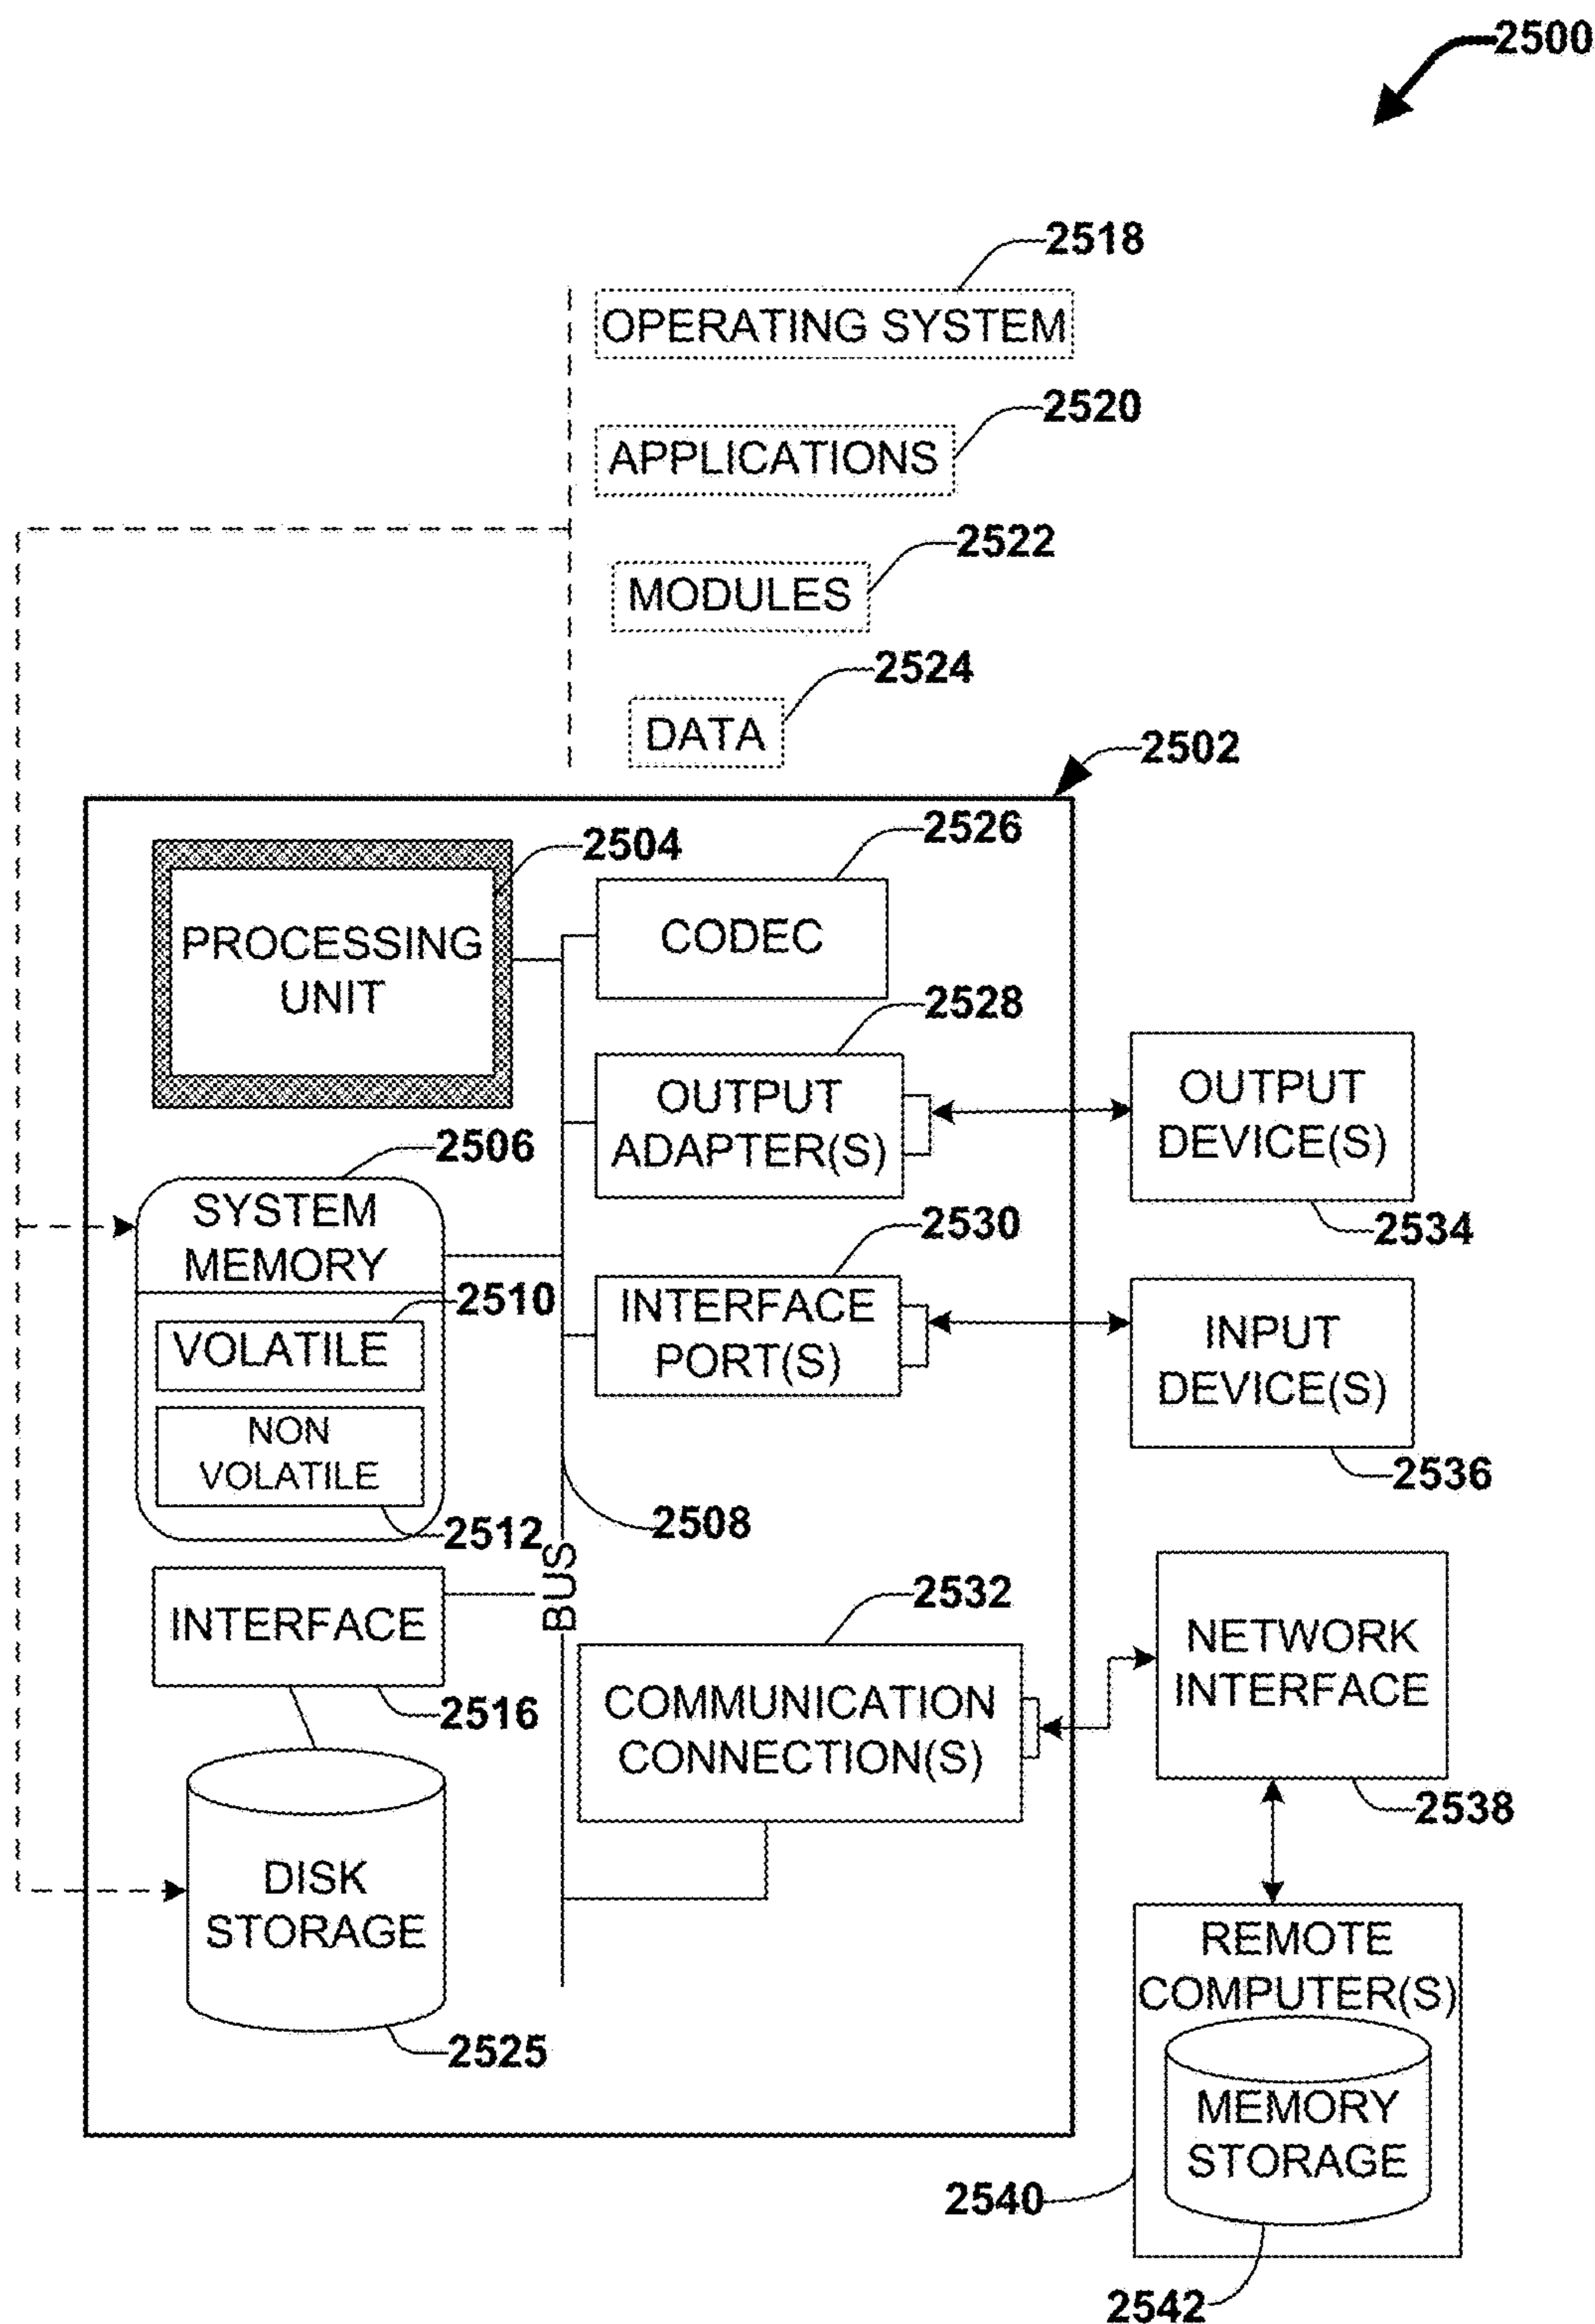 2500
2518
OPERATING SYSTEM
2520
APPLICATIONS
2522
MODULES
2524
DATA
2502
2504
PROCESSING
UNIT
2526
CODEC
2528
OUTPUT
ADAPTER(S)
OUTPUT
DEVICE(S)
2534
2506
SYSTEM
MEMORY
2510
VOLATILE
NON
VOLATILE
2512
2530
INTERFACE
PORT(S)
INPUT
DEVICE(S)
2536
2508
BUS
INTERFACE
2516
2532
COMMUNICATION
CONNECTION(S)
NETWORK
INTERFACE
2538
DISK
STORAGE
2525
REMOTE
COMPUTER(S)
MEMORY
STORAGE
2540
2542